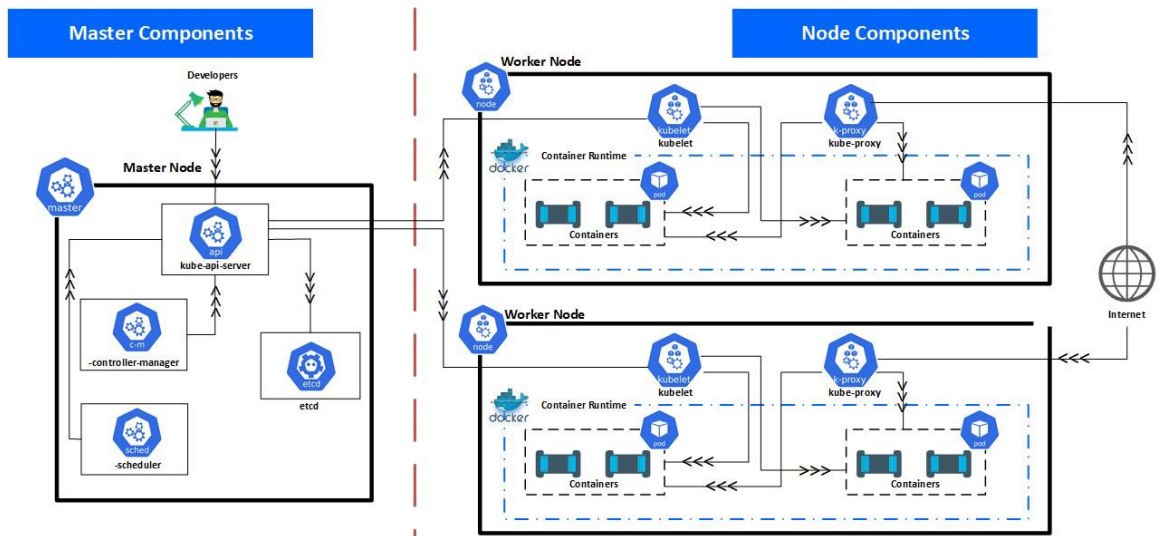 Master Components
Node Components
Developers
Master Node
master
api
kube-api-server
c-m
-controller-manager
etcd
etcd
sched
-scheduler
Worker Node
node
kubelet
kubelet
k-proxy
kube-proxy
docker
Container Runtime
pod
Containers
pod
Containers
Internet
Worker Node
node
kubelet
kubelet
k-proxy
kube-proxy
docker
Container Runtime
pod
Containers
pod
Containers